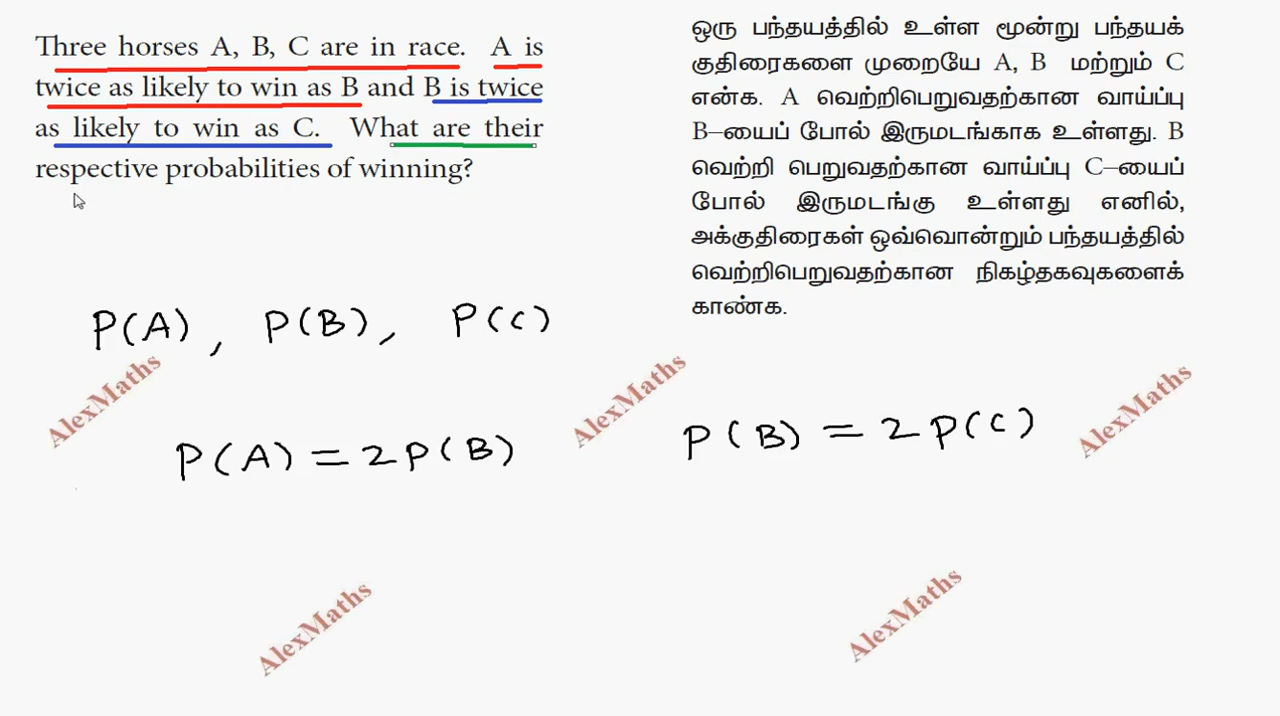 Three horses A, B, C are in race. A is
twice as likely to win as B and B is twice
as likely to win as C. What are their
respective probabilities of winning?
ஒரு பந்தயத்தில் உள்ள மூன்று பந்தயக்
குதிரைகளை முறையே A, B மற்றும் C
என்க. A வெற்றிபெறுவதற்கான வாய்ப்பு
B–யைப் போல் இருமடங்காக உள்ளது. B
வெற்றி பெறுவதற்கான வாய்ப்பு C–யைப்
போல் இருமடங்கு உள்ளது எனில்,
அக்குதிரைகள் ஒவ்வொன்றும் பந்தயத்தில்
வெற்றிபெறுவதற்கான நிகழ்தகவுகளைக்
காண்க.
P(A), P(B), P(C)
AlexMaths
AlexMaths
AlexMaths
P(A) = 2P(B)
P(B) = 2P(C)
AlexMaths
AlexMaths